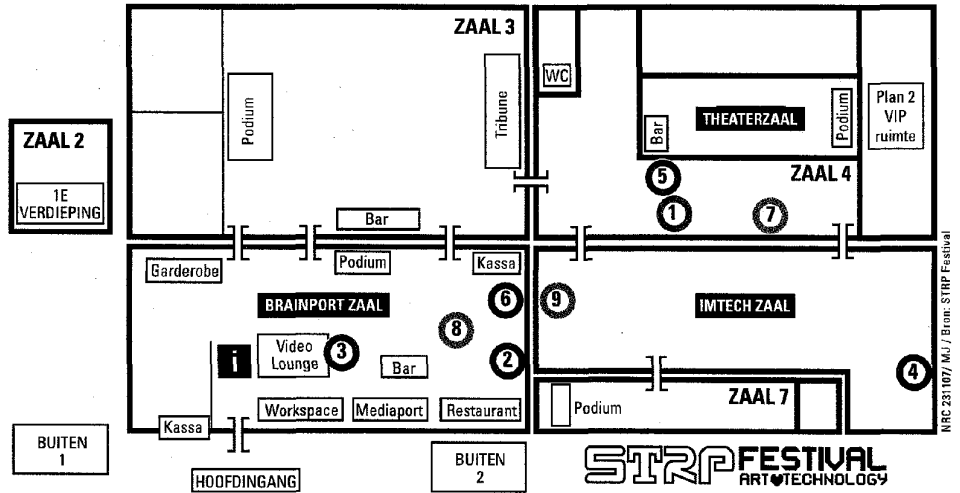 ZAAL 3
Podium
Tribune
Bar
WC
Bar
THEATERZAAL
Podium
Plan 2
VIP
ruimte
ZAAL 4
5
1
7
ZAAL 2
1E
VERDIEPING
Garderobe
Podium
Kassa
BRAINPORT ZAAL
6
8
i
Video
Lounge
3
Bar
2
Workspace
Mediaport
Restaurant
Kassa
9
IMTECH ZAAL
4
ZAAL 7
Podium
BUITEN
1
HOOFDINGANG
BUITEN
2
STRP FESTIVAL
ART♥TECHNOLOGY
NRC 231107/ MJ / Bron: STRP Festival